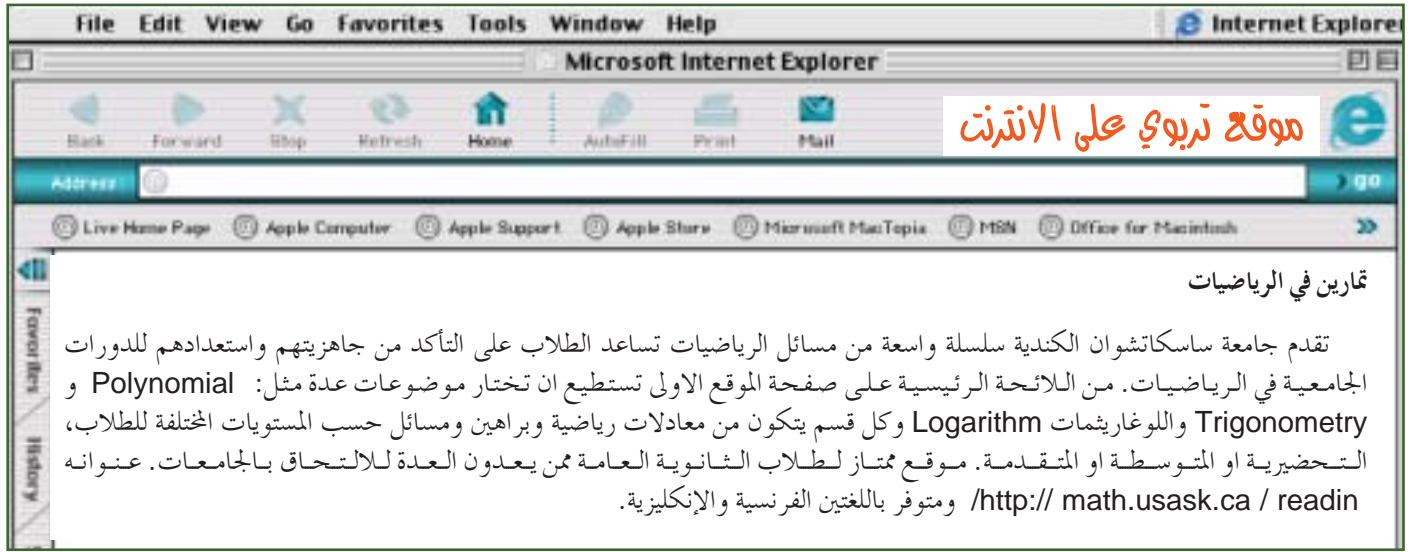 File Edit View Go Favorites Tools Window Help Internet Explorer
Microsoft Internet Explorer
Back Forward Stop Refresh Home AutoFill Print Mail
موقع تربوي على الانترنت
Address go
Live Home Page Apple Computer Apple Support Apple Store Microsoft MacTopia MSN Office for Macintosh
Favorites
History
تمارين في الرياضيات
تقدم جامعة ساسكاتشوان الكندية سلسلة واسعة من مسائل الرياضيات تساعد الطلاب على التأكد من جاهزيتهم واستعدادهم للدورات
الجامعية في الرياضيات. من اللائحة الرئيسية على صفحة الموقع الاولى تستطيع ان تختار موضوعات عدة مثل: Polynomial و
Trigonometry واللوغاريثمات Logarithm وكل قسم يتكون من معادلات رياضية وبراهين ومسائل حسب المستويات المختلفة للطلاب،
التحضيرية او المتوسطة او المتقدمة. موقع ممتاز لطلاب الثانوية العامة ممن يعدون العدة للالتحاق بالجامعات. عنوانه
http:// math.usask.ca / readin/ ومتوفر باللغتين الفرنسية والإنكليزية.